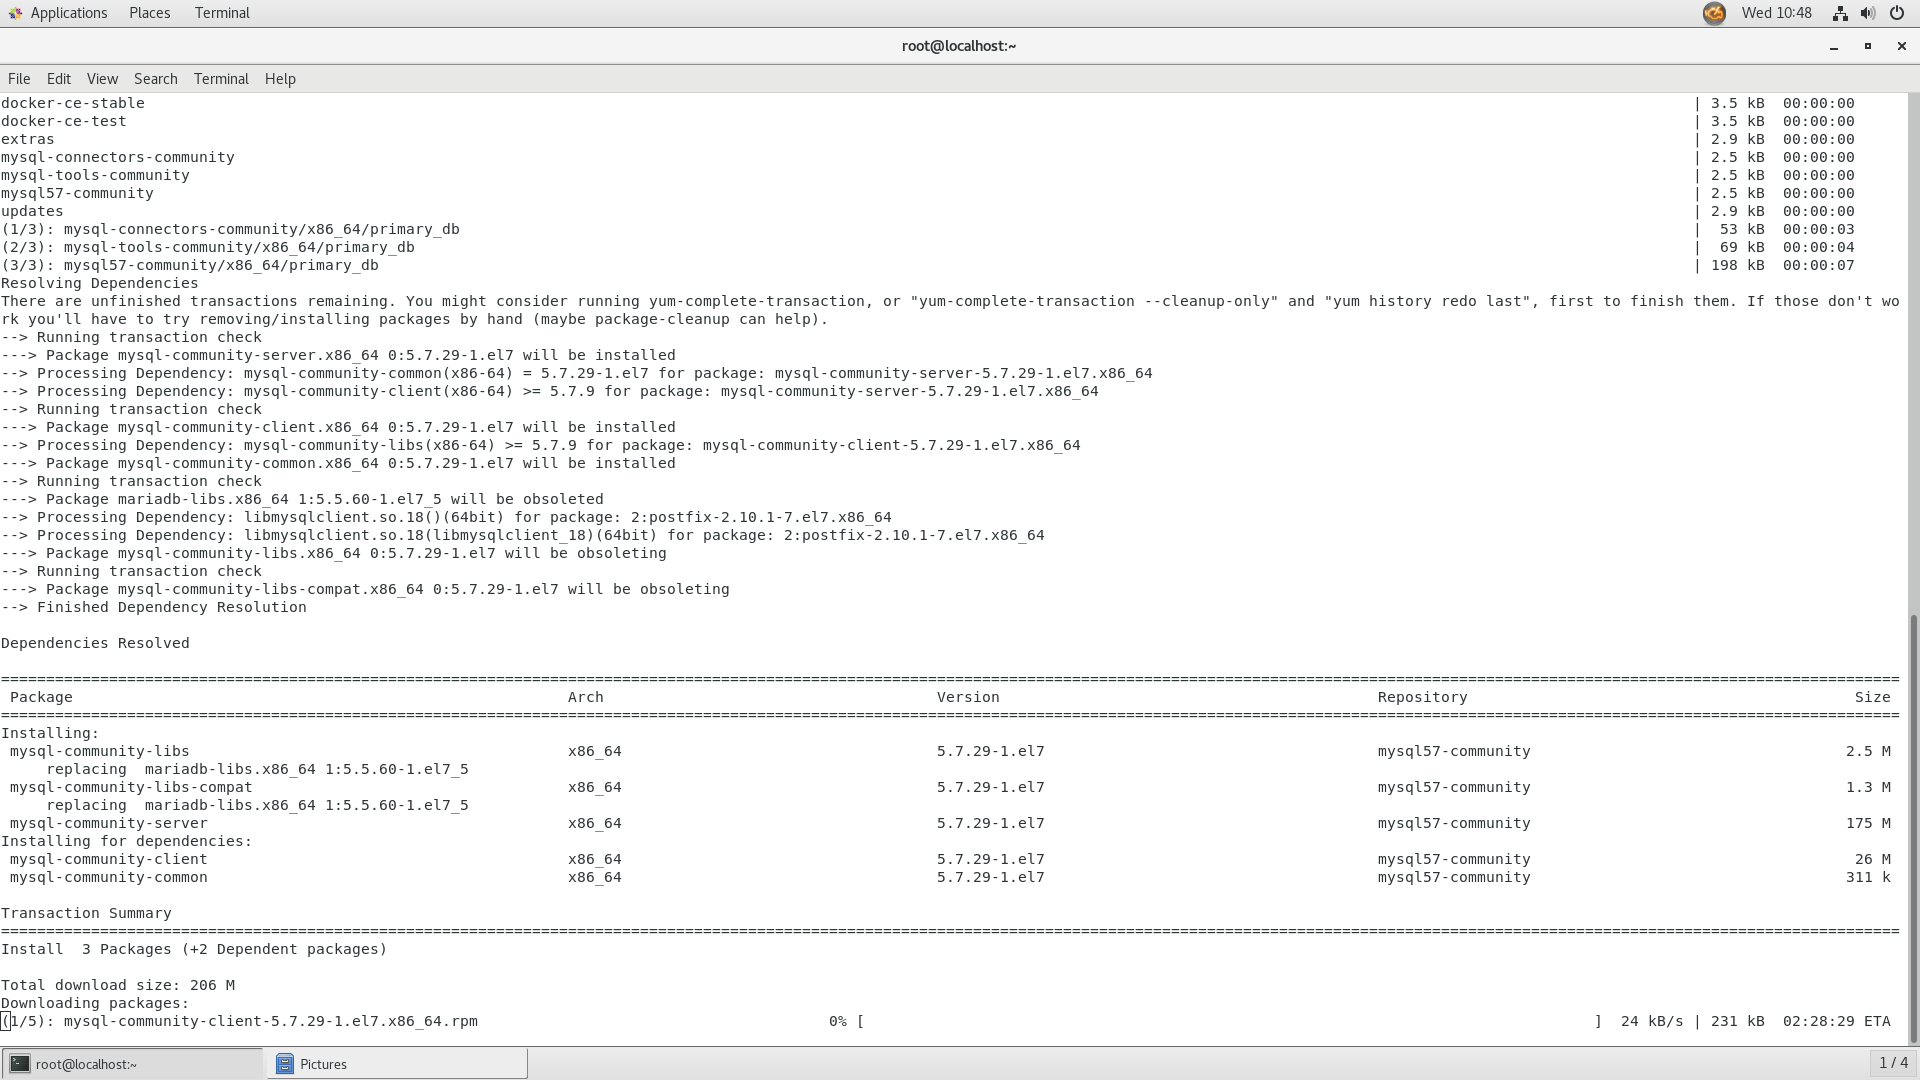 Applications Places Terminal Wed 10:48
root@localhost:~
File Edit View Search Terminal Help
docker-ce-stable | 3.5 kB 00:00:00
docker-ce-test | 3.5 kB 00:00:00
extras | 2.9 kB 00:00:00
mysql-connectors-community | 2.5 kB 00:00:00
mysql-tools-community | 2.5 kB 00:00:00
mysql57-community | 2.5 kB 00:00:00
updates | 2.9 kB 00:00:00
(1/3): mysql-connectors-community/x86_64/primary_db | 53 kB 00:00:03
(2/3): mysql-tools-community/x86_64/primary_db | 69 kB 00:00:04
(3/3): mysql57-community/x86_64/primary_db | 198 kB 00:00:07
Resolving Dependencies
There are unfinished transactions remaining. You might consider running yum-complete-transaction, or "yum-complete-transaction --cleanup-only" and "yum history redo last", first to finish them. If those don't wo
rk you'll have to try removing/installing packages by hand (maybe package-cleanup can help).
--> Running transaction check
---> Package mysql-community-server.x86_64 0:5.7.29-1.el7 will be installed
--> Processing Dependency: mysql-community-common(x86-64) = 5.7.29-1.el7 for package: mysql-community-server-5.7.29-1.el7.x86_64
--> Processing Dependency: mysql-community-client(x86-64) >= 5.7.9 for package: mysql-community-server-5.7.29-1.el7.x86_64
--> Running transaction check
---> Package mysql-community-client.x86_64 0:5.7.29-1.el7 will be installed
--> Processing Dependency: mysql-community-libs(x86-64) >= 5.7.9 for package: mysql-community-client-5.7.29-1.el7.x86_64
---> Package mysql-community-common.x86_64 0:5.7.29-1.el7 will be installed
--> Running transaction check
---> Package mariadb-libs.x86_64 1:5.5.60-1.el7_5 will be obsoleted
--> Processing Dependency: libmysqlclient.so.18()(64bit) for package: 2:postfix-2.10.1-7.el7.x86_64
--> Processing Dependency: libmysqlclient.so.18(libmysqlclient_18)(64bit) for package: 2:postfix-2.10.1-7.el7.x86_64
---> Package mysql-community-libs.x86_64 0:5.7.29-1.el7 will be obsoleting
--> Running transaction check
---> Package mysql-community-libs-compat.x86_64 0:5.7.29-1.el7 will be obsoleting
--> Finished Dependency Resolution
Dependencies Resolved
Package Arch Version Repository Size
Installing:
mysql-community-libs x86_64 5.7.29-1.el7 mysql57-community 2.5 M
replacing mariadb-libs.x86_64 1:5.5.60-1.el7_5
mysql-community-libs-compat x86_64 5.7.29-1.el7 mysql57-community 1.3 M
replacing mariadb-libs.x86_64 1:5.5.60-1.el7_5
mysql-community-server x86_64 5.7.29-1.el7 mysql57-community 175 M
Installing for dependencies:
mysql-community-client x86_64 5.7.29-1.el7 mysql57-community 26 M
mysql-community-common x86_64 5.7.29-1.el7 mysql57-community 311 k
Transaction Summary
Install 3 Packages (+2 Dependent packages)
Total download size: 206 M
Downloading packages:
(1/5): mysql-community-client-5.7.29-1.el7.x86_64.rpm 0% [ ] 24 kB/s | 231 kB 02:28:29 ETA
root@localhost:~ Pictures 1 / 4